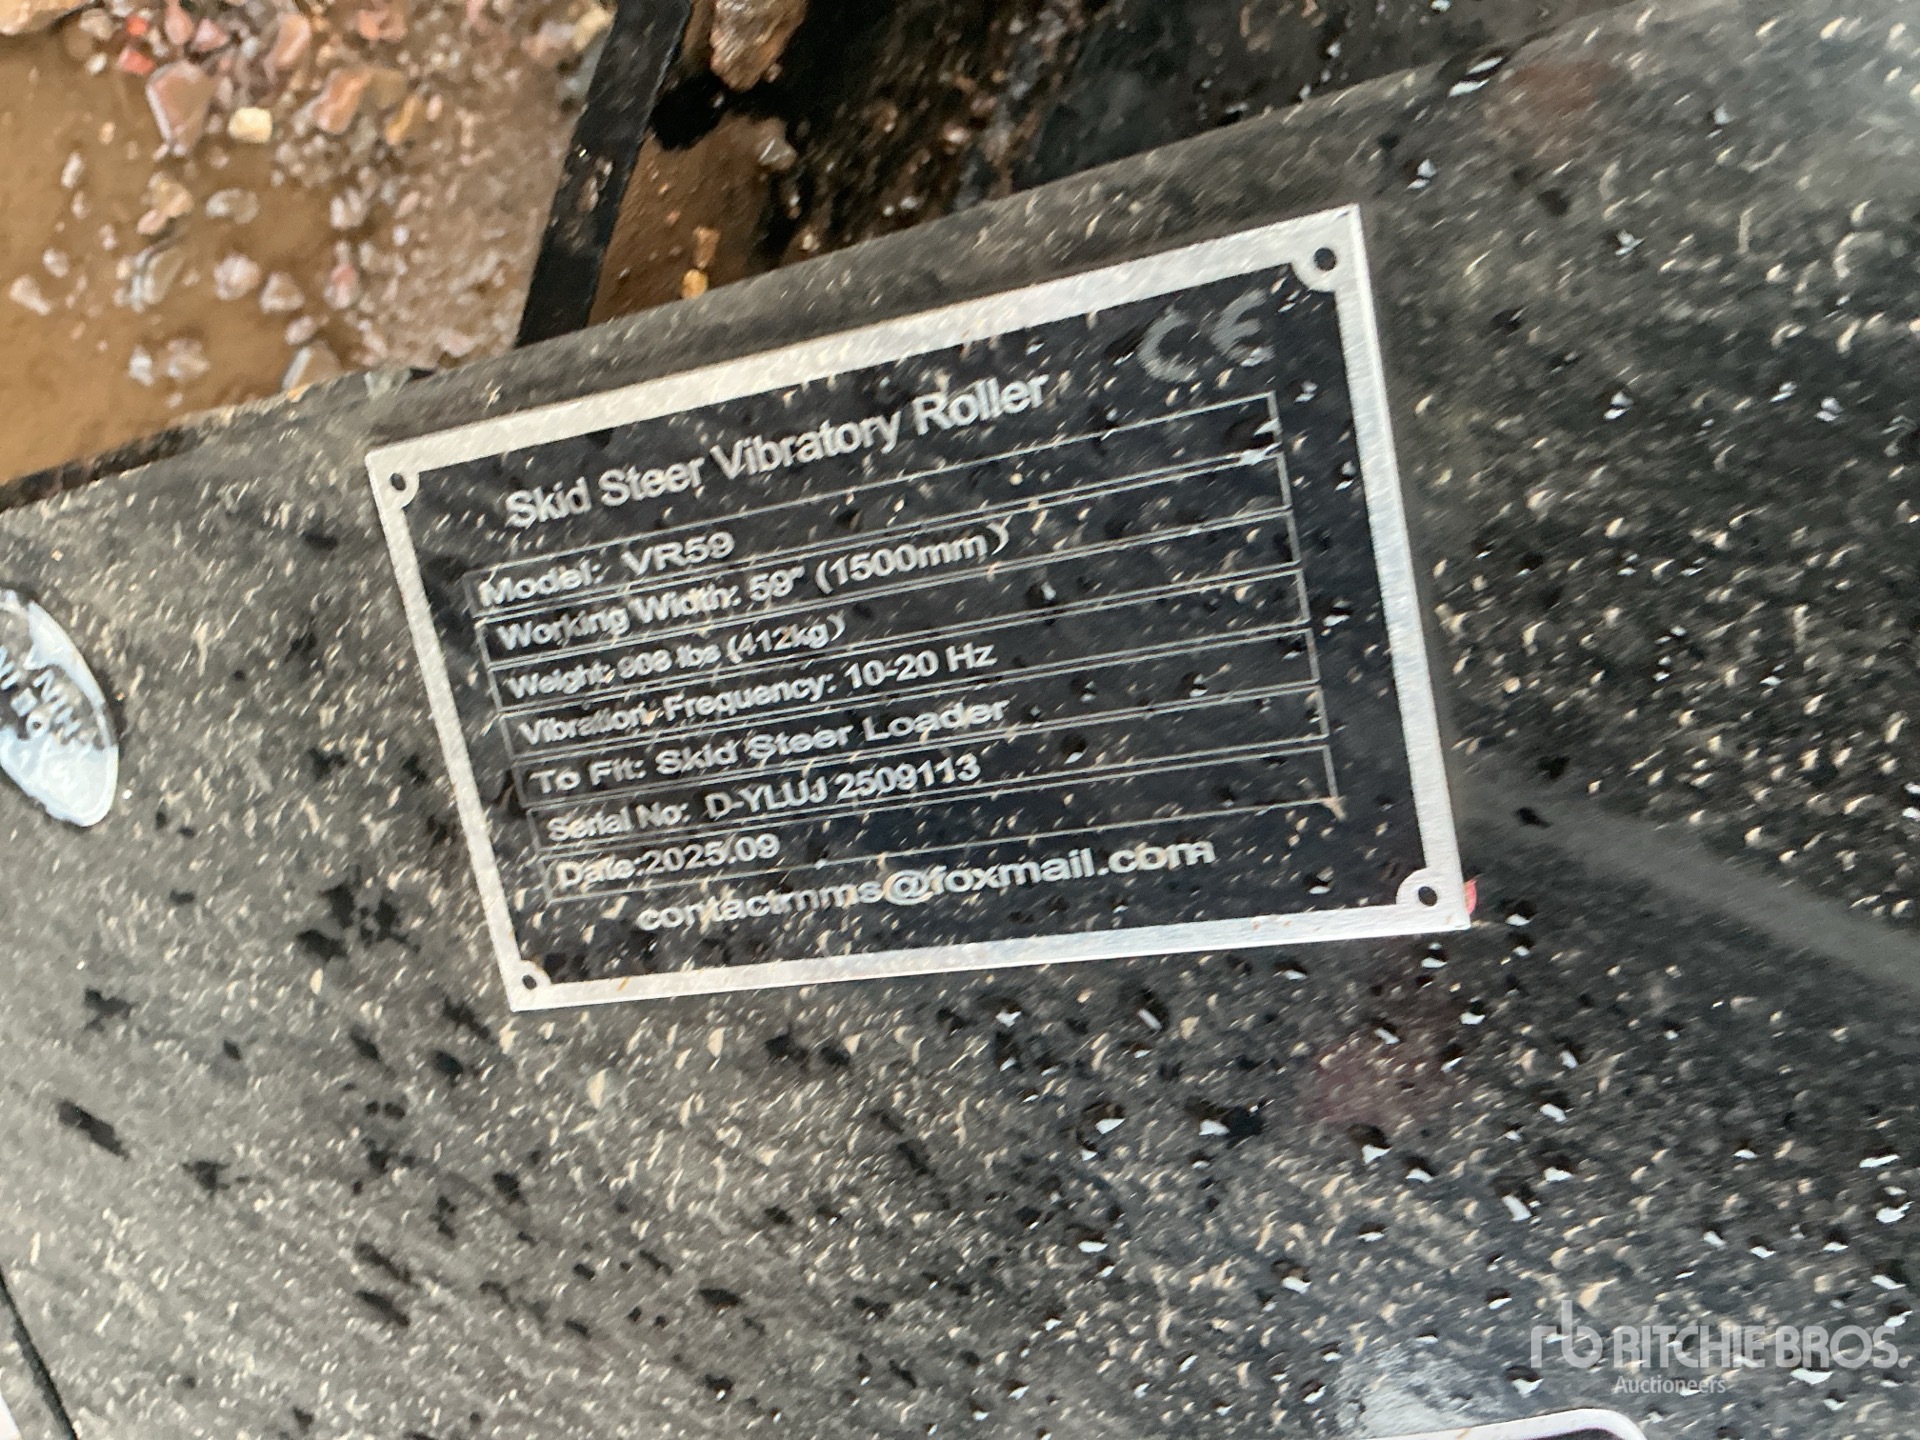 CE
Skid Steer Vibratory Roller
Model: VR59
Working Width: 59" (1500mm)
Weight: 908 lbs (412kg)
Vibration Frequency: 10-20 Hz
To Fit: Skid Steer Loader
Serial No: D-YLUJ 2509113
Date:2025.09
contactmms@foxmail.com
rb RITCHIE BROS.
Auctioneers